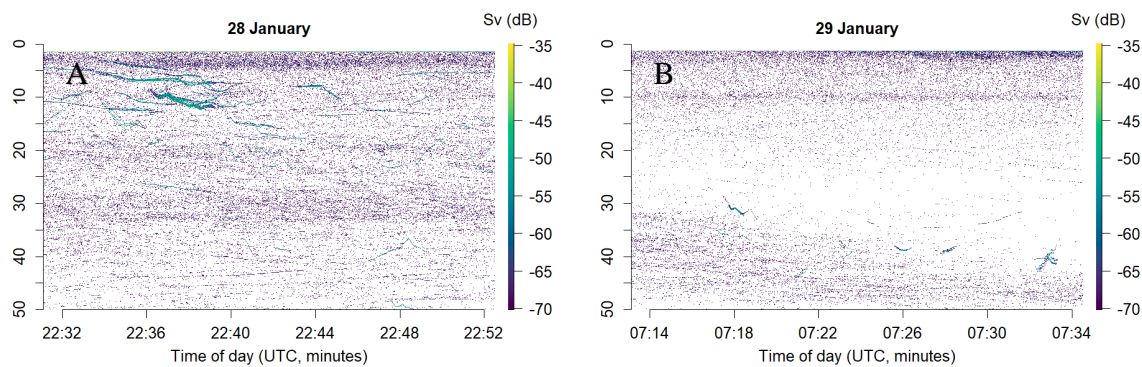 28 January
Sv (dB)
A
0
10
20
30
40
50
22:32 22:36 22:40 22:44 22:48 22:52
Time of day (UTC, minutes)
-35
-40
-45
-50
-55
-60
-65
-70
29 January
Sv (dB)
B
0
10
20
30
40
50
07:14 07:18 07:22 07:26 07:30 07:34
Time of day (UTC, minutes)
-35
-40
-45
-50
-55
-60
-65
-70